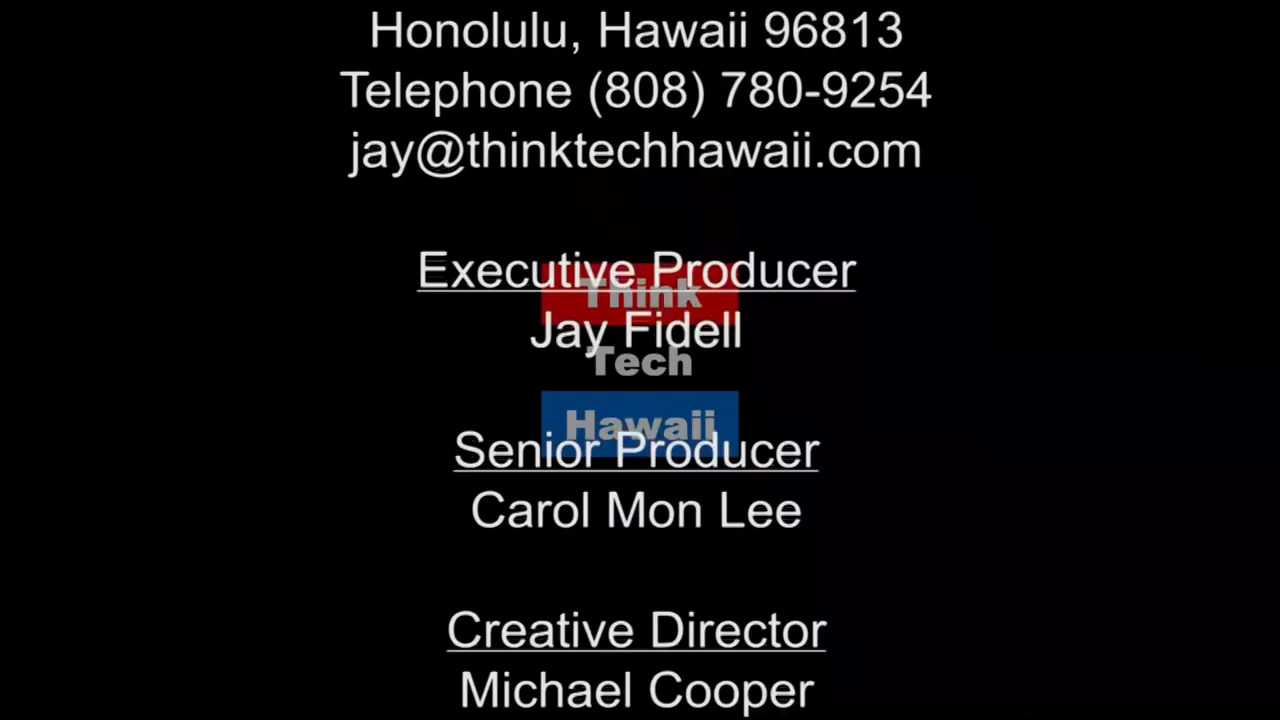 Honolulu, Hawaii 96813
Telephone (808) 780-9254
jay@thinktechhawaii.com
Executive Producer
Think
Jay Fidell
Tech
Hawaii
Senior Producer
Carol Mon Lee
Creative Director
Michael Cooper